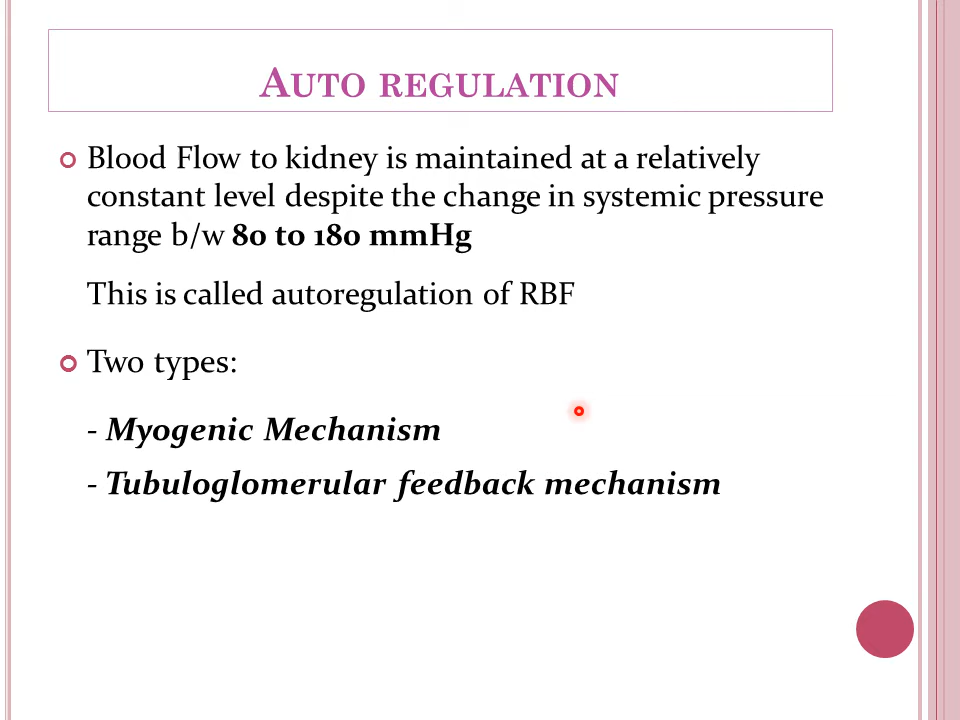 AUTO REGULATION
Blood Flow to kidney is maintained at a relatively
constant level despite the change in systemic pressure
range b/w 80 to 180 mmHg
This is called autoregulation of RBF
Two types:
- Myogenic Mechanism
- Tubuloglomerular feedback mechanism